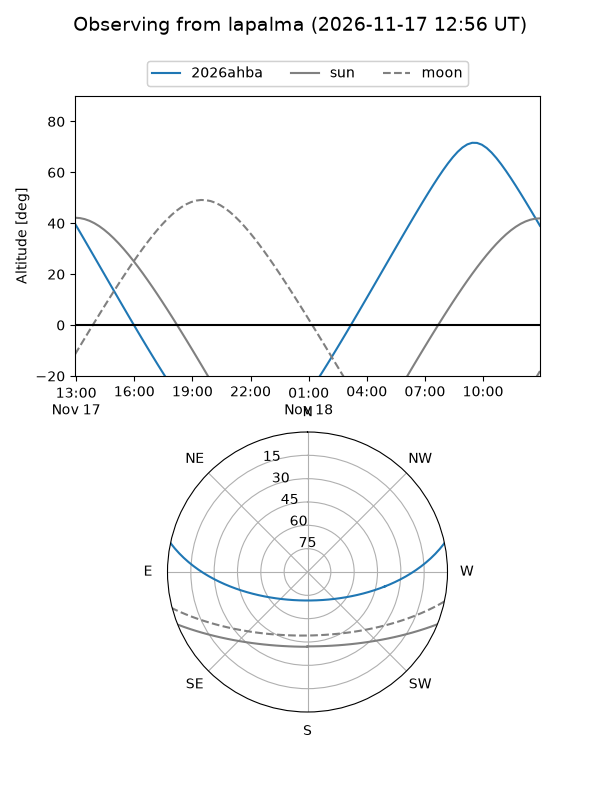 Observing from lapalma (2026-11-17 12:56 UT)
2026ahba sun moon
Altitude [deg]
80
60
40
20
0
−20
13:00 16:00 19:00 22:00 01:00 04:00 07:00 10:00
Nov 17 Nov 18
N
NE NW
15
30
45
60
75
E W
SE SW
S